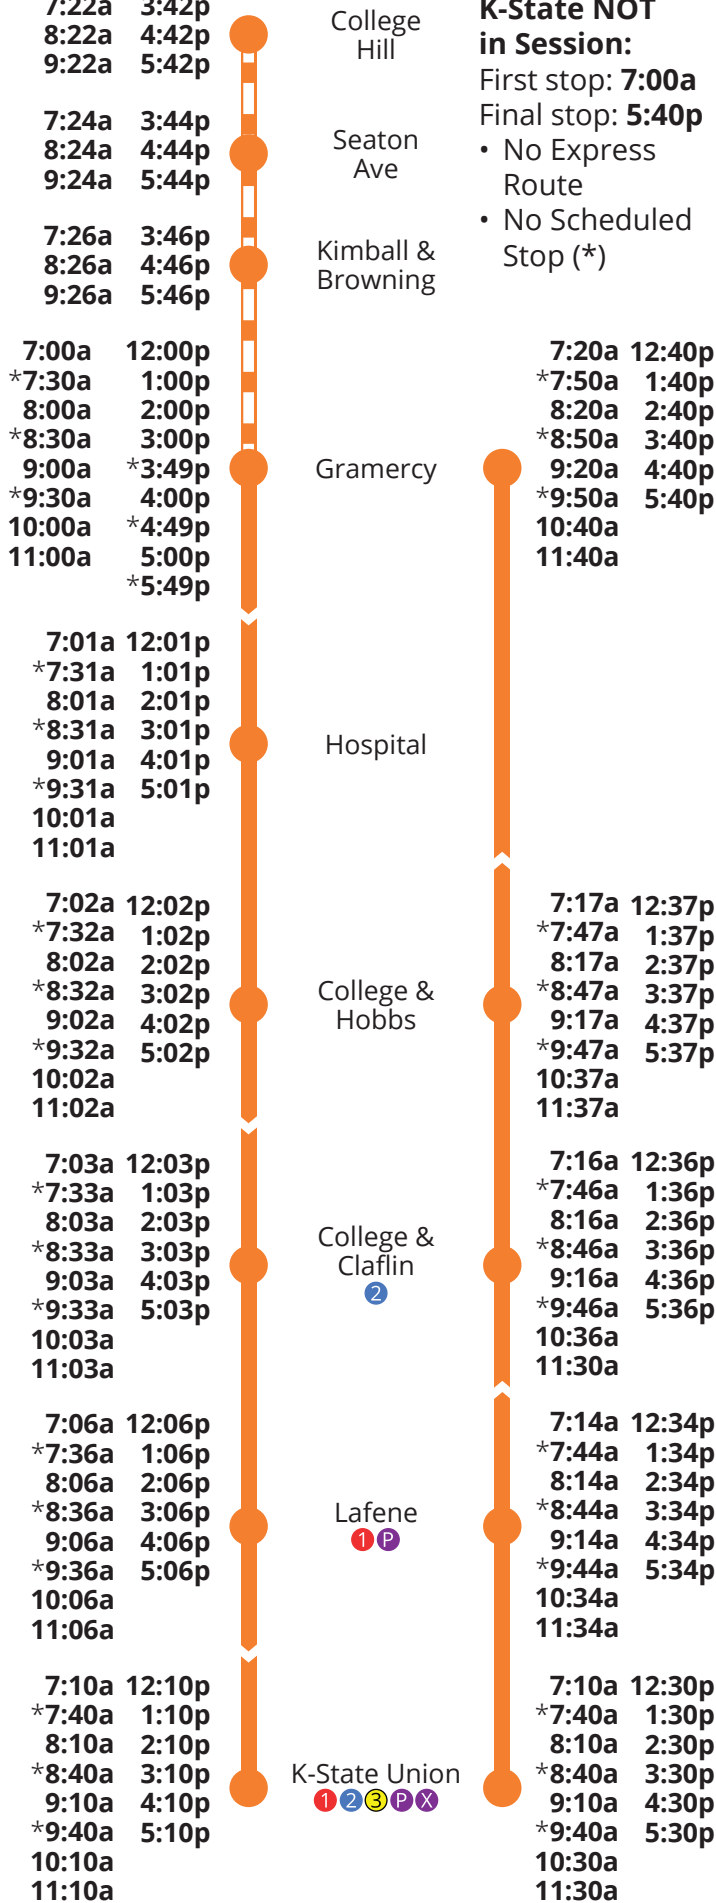 7:22a 3:42p
8:22a 4:42p
9:22a 5:42p
College
Hill
K-State NOT
in Session:
First stop: 7:00a
Final stop: 5:40p
• No Express
Route
• No Scheduled
Stop (*)
7:24a 3:44p
8:24a 4:44p
9:24a 5:44p
Seaton
Ave
7:26a 3:46p
8:26a 4:46p
9:26a 5:46p
Kimball &
Browning
7:00a 12:00p
*7:30a 1:00p
8:00a 2:00p
*8:30a 3:00p
9:00a *3:49p
*9:30a 4:00p
10:00a *4:49p
11:00a 5:00p
*5:49p
Gramercy
7:20a 12:40p
*7:50a 1:40p
8:20a 2:40p
*8:50a 3:40p
9:20a 4:40p
*9:50a 5:40p
10:40a
11:40a
7:01a 12:01p
*7:31a 1:01p
8:01a 2:01p
*8:31a 3:01p
9:01a 4:01p
*9:31a 5:01p
10:01a
11:01a
Hospital
7:02a 12:02p
*7:32a 1:02p
8:02a 2:02p
*8:32a 3:02p
9:02a 4:02p
*9:32a 5:02p
10:02a
11:02a
College &
Hobbs
7:17a 12:37p
*7:47a 1:37p
8:17a 2:37p
*8:47a 3:37p
9:17a 4:37p
*9:47a 5:37p
10:37a
11:37a
7:03a 12:03p
*7:33a 1:03p
8:03a 2:03p
*8:33a 3:03p
9:03a 4:03p
*9:33a 5:03p
10:03a
11:03a
College &
Claflin
2
7:16a 12:36p
*7:46a 1:36p
8:16a 2:36p
*8:46a 3:36p
9:16a 4:36p
*9:46a 5:36p
10:36a
11:30a
7:06a 12:06p
*7:36a 1:06p
8:06a 2:06p
*8:36a 3:06p
9:06a 4:06p
*9:36a 5:06p
10:06a
11:06a
Lafene
1 P
7:14a 12:34p
*7:44a 1:34p
8:14a 2:34p
*8:44a 3:34p
9:14a 4:34p
*9:44a 5:34p
10:34a
11:34a
7:10a 12:10p
*7:40a 1:10p
8:10a 2:10p
*8:40a 3:10p
9:10a 4:10p
*9:40a 5:10p
10:10a
11:10a
K-State Union
1 2 3 P X
7:10a 12:30p
*7:40a 1:30p
8:10a 2:30p
*8:40a 3:30p
9:10a 4:30p
*9:40a 5:30p
10:30a
11:30a